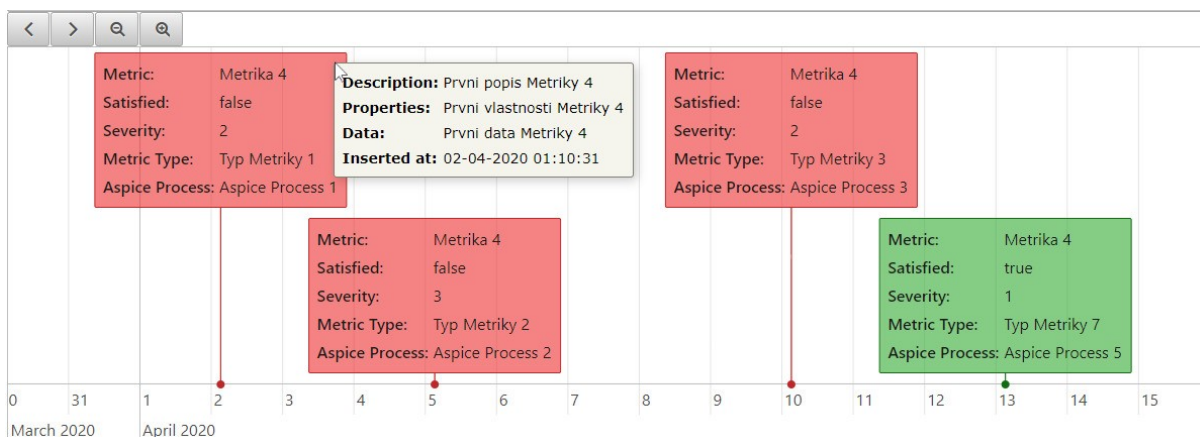 Metric: Metrika 4
Satisfied: false
Severity: 2
Metric Type: Typ Metriky 1
Aspice Process: Aspice Process 1
Description: Prvni popis Metriky 4
Properties: Prvni vlastnosti Metriky 4
Data: Prvni data Metriky 4
Inserted at: 02-04-2020 01:10:31
Metric: Metrika 4
Satisfied: false
Severity: 2
Metric Type: Typ Metriky 3
Aspice Process: Aspice Process 3
Metric: Metrika 4
Satisfied: false
Severity: 3
Metric Type: Typ Metriky 2
Aspice Process: Aspice Process 2
Metric: Metrika 4
Satisfied: true
Severity: 1
Metric Type: Typ Metriky 7
Aspice Process: Aspice Process 5
0 31 1 2 3 4 5 6 7 8 9 10 11 12 13 14 15
March 2020 April 2020